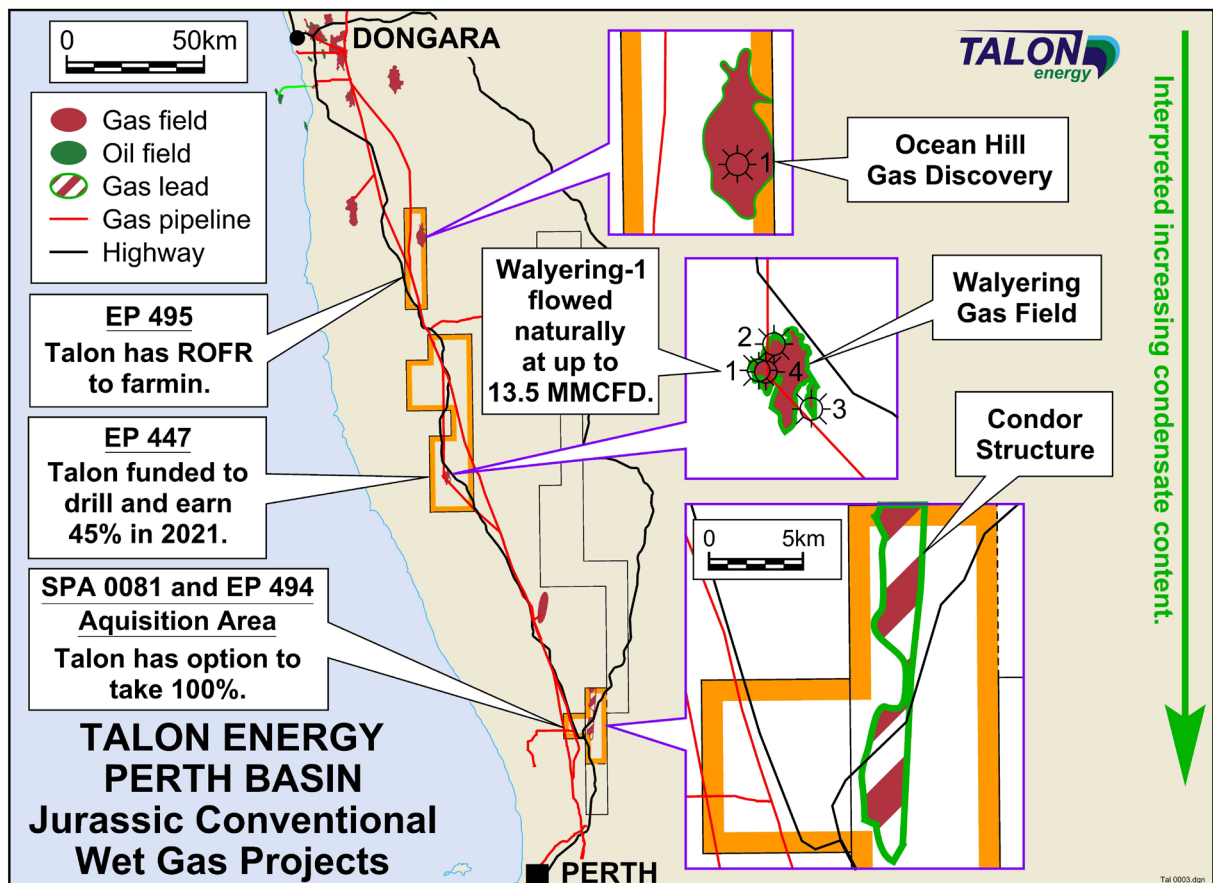 0 50km
DONGARA
TALON
energy
Gas field
Oil field
Gas lead
Gas pipeline
Highway
1
Ocean Hill
Gas Discovery
Interpreted increasing condensate content.
EP 495
Talon has ROFR
to farmin.
Walyering-1
flowed
naturally
at up to
13.5 MMCFD.
2
1
4
3
Walyering
Gas Field
EP 447
Talon funded to
drill and earn
45% in 2021.
Condor
Structure
0 5km
SPA 0081 and EP 494
Aquisition Area
Talon has option to
take 100%.
TALON ENERGY
PERTH BASIN
Jurassic Conventional
Wet Gas Projects
PERTH
Tal 0003.dgn